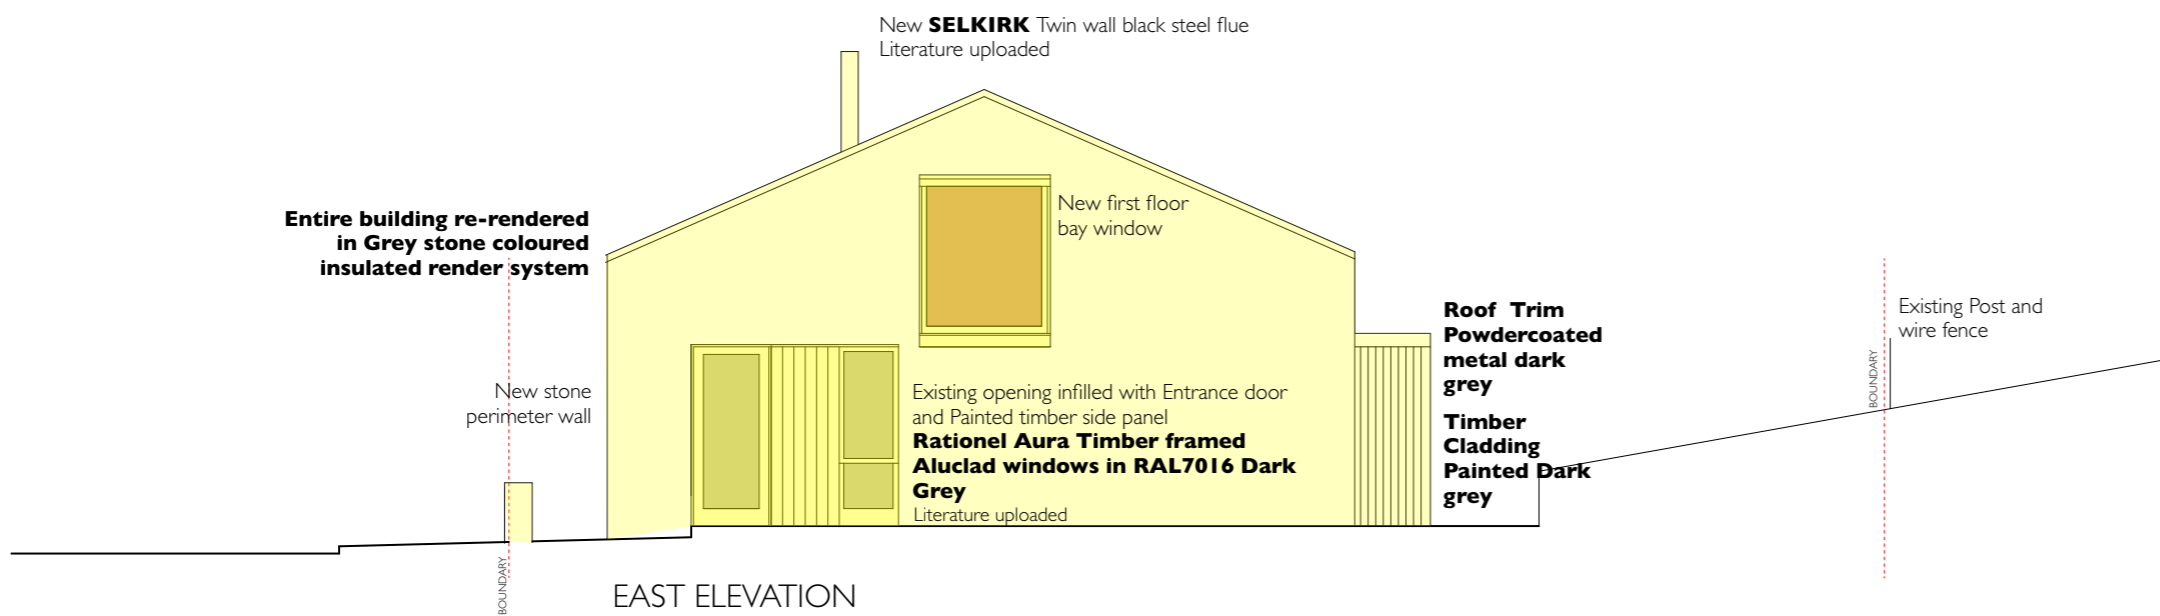 New SELKIRK Twin wall black steel flue
Literature uploaded
Entire building re-rendered
in Grey stone coloured
insulated render system
New first floor
bay window
Roof Trim
Powdercoated
metal dark
grey
Existing Post and
wire fence
BOUNDARY
New stone
perimeter wall
Existing opening infilled with Entrance door
and Painted timber side panel
Rationel Aura Timber framed
Aluclad windows in RAL7016 Dark
Grey
Literature uploaded
Timber
Cladding
Painted Dark
grey
BOUNDARY
EAST ELEVATION